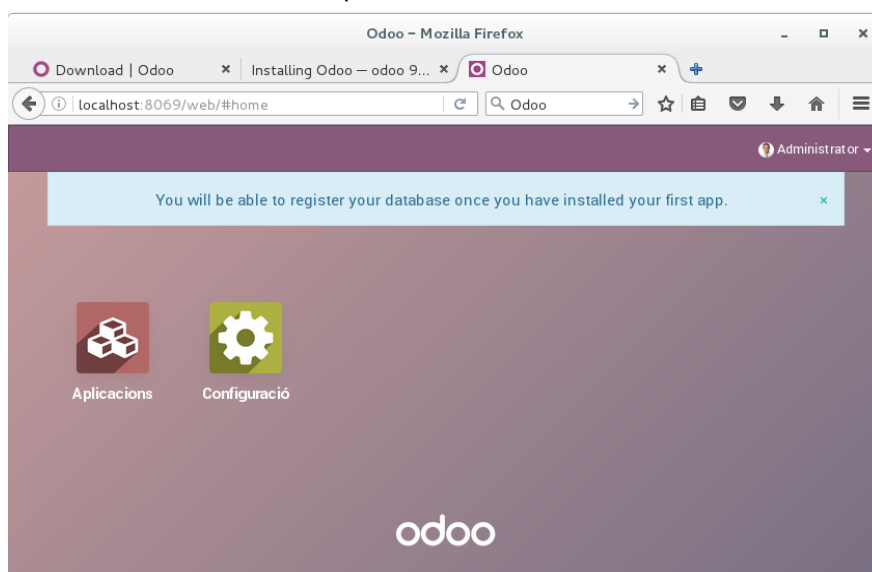 Odoo – Mozilla Firefox
Download | Odoo
Installing Odoo — odoo 9...
Odoo
localhost:8069/web/#home
Odoo
Administrator
You will be able to register your database once you have installed your first app.
Aplicacions
Configuració
odoo